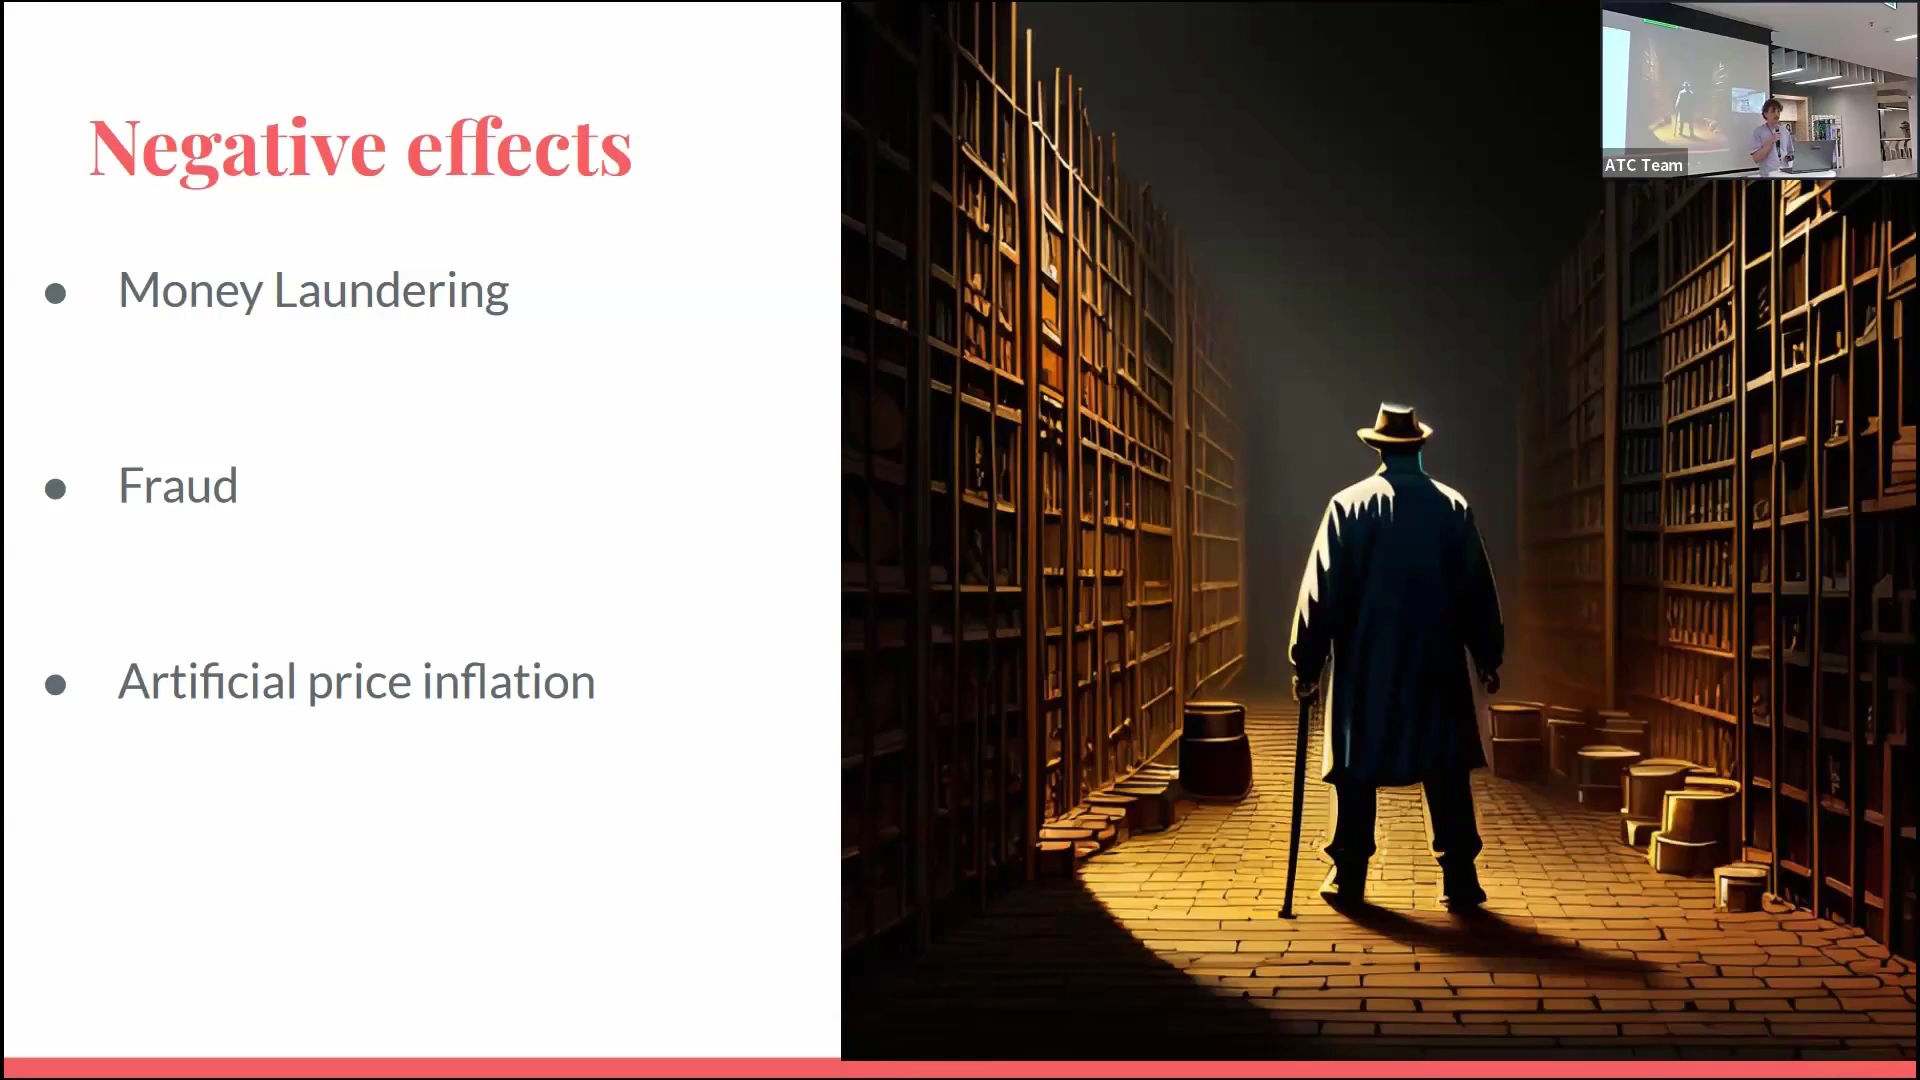 Negative effects
● Money Laundering
● Fraud
● Artificial price inflation
ATC Team